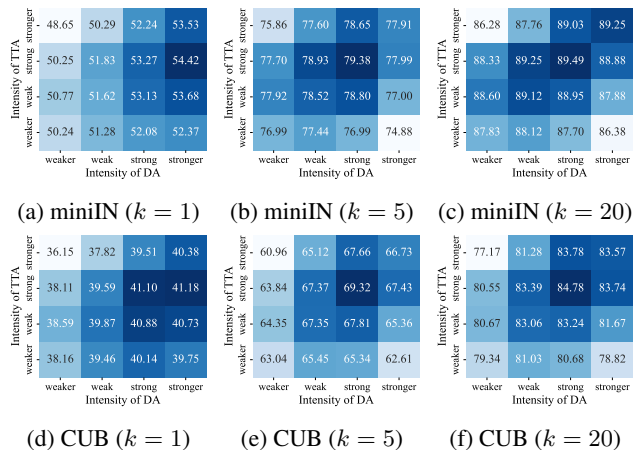 Intensity of TTA
stronger 48.65 50.29 52.24 53.53
strong 50.25 51.83 53.27 54.42
weak 50.77 51.62 53.13 53.68
weaker 50.24 51.28 52.08 52.37
weaker weak strong stronger
Intensity of DA
(a) miniIN (k = 1)
Intensity of TTA
stronger 75.86 77.60 78.65 77.91
strong 77.70 78.93 79.38 77.99
weak 77.92 78.52 78.80 77.00
weaker 76.99 77.44 76.99 74.88
weaker weak strong stronger
Intensity of DA
(b) miniIN (k = 5)
Intensity of TTA
stronger 86.28 87.76 89.03 89.25
strong 88.33 89.25 89.49 88.88
weak 88.60 89.12 88.95 87.88
weaker 87.83 88.12 87.70 86.38
weaker weak strong stronger
Intensity of DA
(c) miniIN (k = 20)
Intensity of TTA
stronger 36.15 37.82 39.51 40.38
strong 38.11 39.59 41.10 41.18
weak 38.59 39.87 40.88 40.73
weaker 38.16 39.46 40.14 39.75
weaker weak strong stronger
Intensity of DA
(d) CUB (k = 1)
Intensity of TTA
stronger 60.96 65.12 67.66 66.73
strong 63.84 67.37 69.32 67.43
weak 64.35 67.35 67.81 65.36
weaker 63.04 65.45 65.34 62.61
weaker weak strong stronger
Intensity of DA
(e) CUB (k = 5)
Intensity of TTA
stronger 77.17 81.28 83.78 83.57
strong 80.55 83.39 84.78 83.74
weak 80.67 83.06 83.24 81.67
weaker 79.34 81.03 80.68 78.82
weaker weak strong stronger
Intensity of DA
(f) CUB (k = 20)